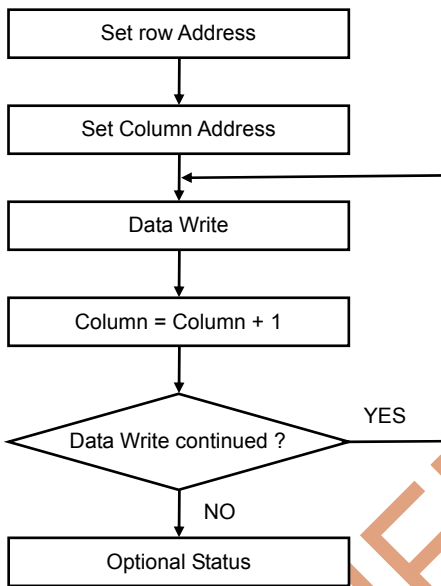 Set row Address
Set Column Address
Data Write
Column = Column + 1
Data Write continued ?
YES
NO
Optional Status